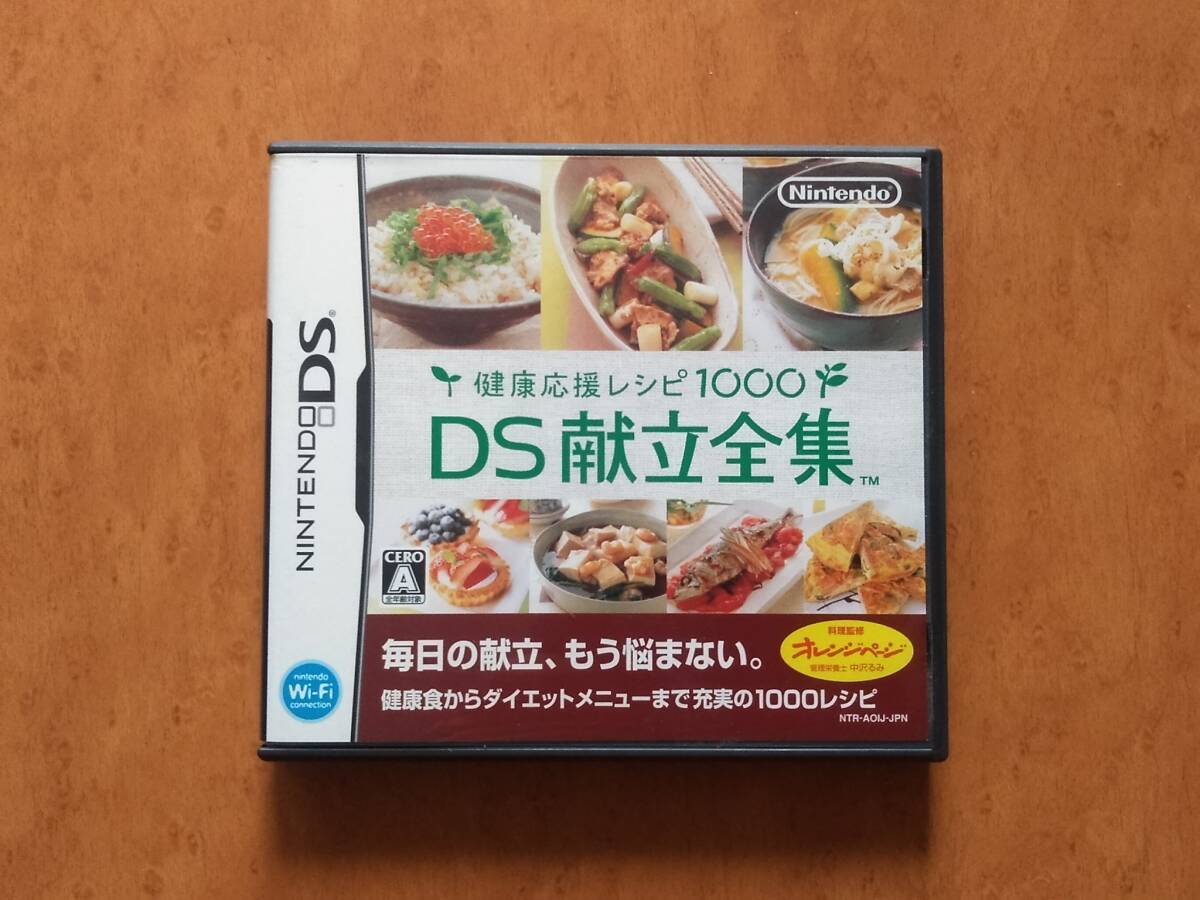 Nintendo
NINTENDO DS
健康応援レシピ1000
DS 献立全集™
CERO
A
全年齢対象
毎日の献立、もう悩まない。
料理監修
オレンジページ
管理栄養士 中沢るみ
健康食からダイエットメニューまで充実の1000レシピ
nintendo
Wi-Fi
connection
NTR-AOIJ-JPN